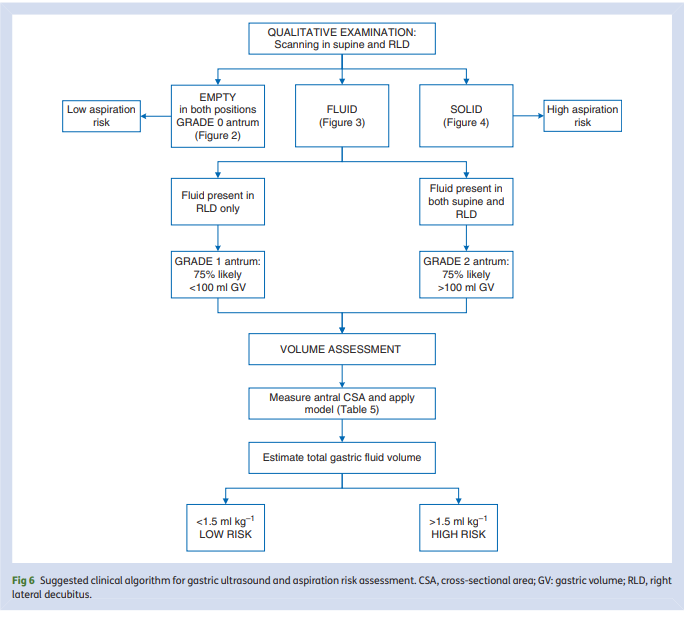 QUALITATIVE EXAMINATION:
Scanning in supine and RLD
Low aspiration
risk
EMPTY
in both positions
GRADE 0 antrum
(Figure 2)
FLUID
(Figure 3)
SOLID
(Figure 4)
High aspiration
risk
Fluid present in
RLD only
Fluid present in
both supine and
RLD
GRADE 1 antrum:
75% likely
<100 ml GV
GRADE 2 antrum:
75% likely
>100 ml GV
VOLUME ASSESSMENT
Measure antral CSA and apply
model (Table 5)
Estimate total gastric fluid volume
<1.5 ml kg⁻¹
LOW RISK
>1.5 ml kg⁻¹
HIGH RISK
Fig 6 Suggested clinical algorithm for gastric ultrasound and aspiration risk assessment. CSA, cross-sectional area; GV: gastric volume; RLD, right
lateral decubitus.